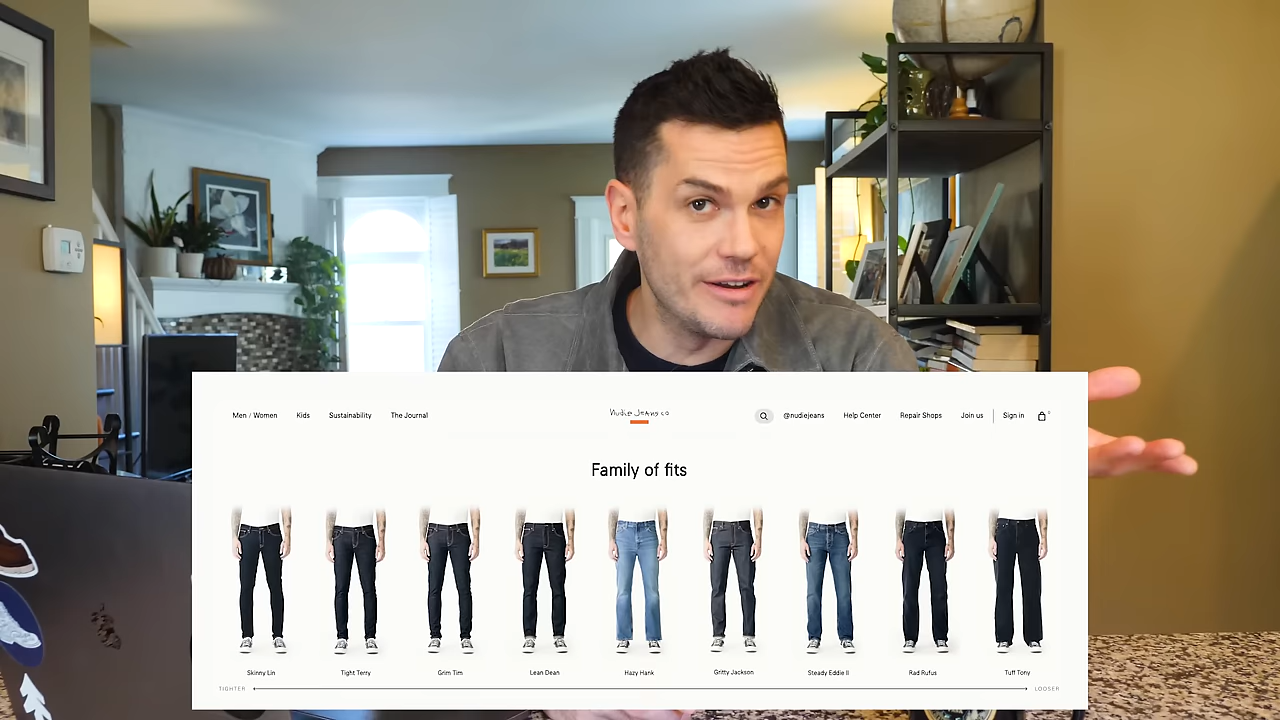 Men / Women Kids Sustainability The Journal Nudie Jeans co @nudiejeans Help Center Repair Shops Join us Sign in 0
Family of fits
Skinny Lin Tight Terry Grim Tim Lean Dean Hazy Hank Gritty Jackson Steady Eddie II Rad Rufus Tuff Tony
TIGHTER LOOSER